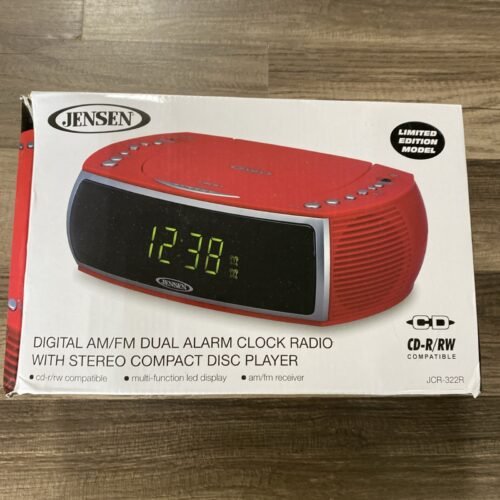 JENSEN
LIMITED
EDITION
MODEL
12:38
JENSEN
CD
CD-R/RW
COMPATIBLE
DIGITAL AM/FM DUAL ALARM CLOCK RADIO
WITH STEREO COMPACT DISC PLAYER
• cd-r/rw compatible • multi-function led display • am/fm receiver
JCR-322R